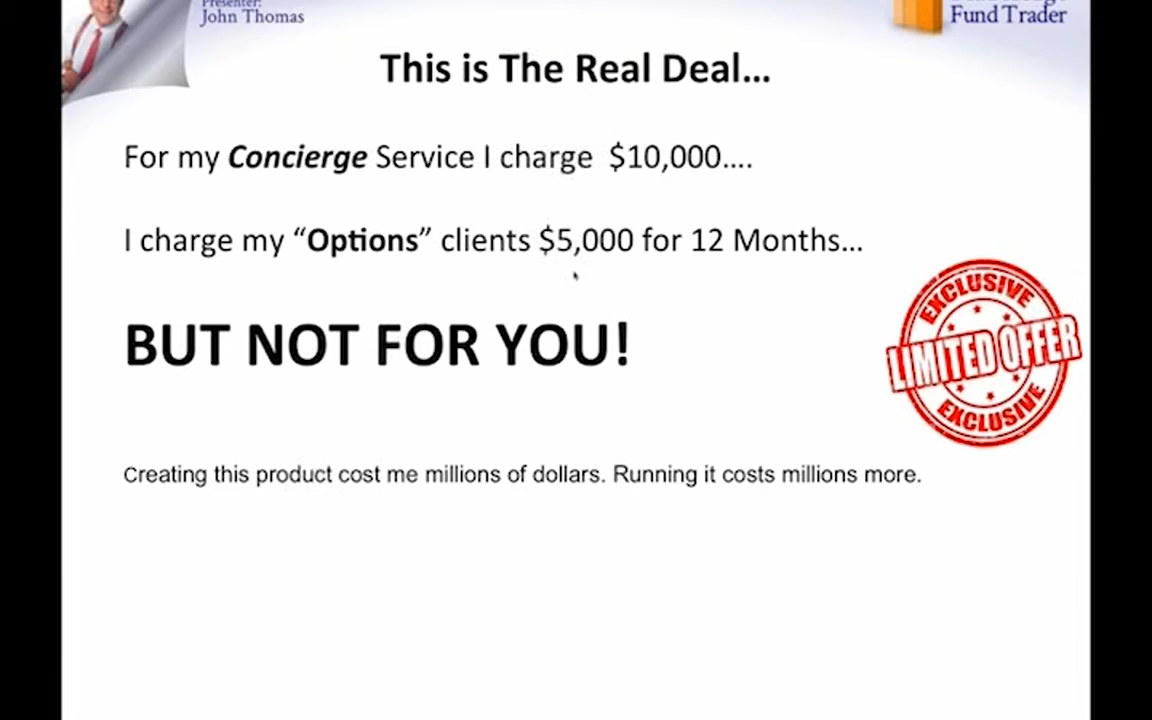 Presenter:
John Thomas
Fund Trader
This is The Real Deal...
For my Concierge Service I charge  $10,000....
I charge my “Options” clients $5,000 for 12 Months...
EXCLUSIVE
LIMITED OFFER
EXCLUSIVE
BUT NOT FOR YOU!
Creating this product cost me millions of dollars. Running it costs millions more.